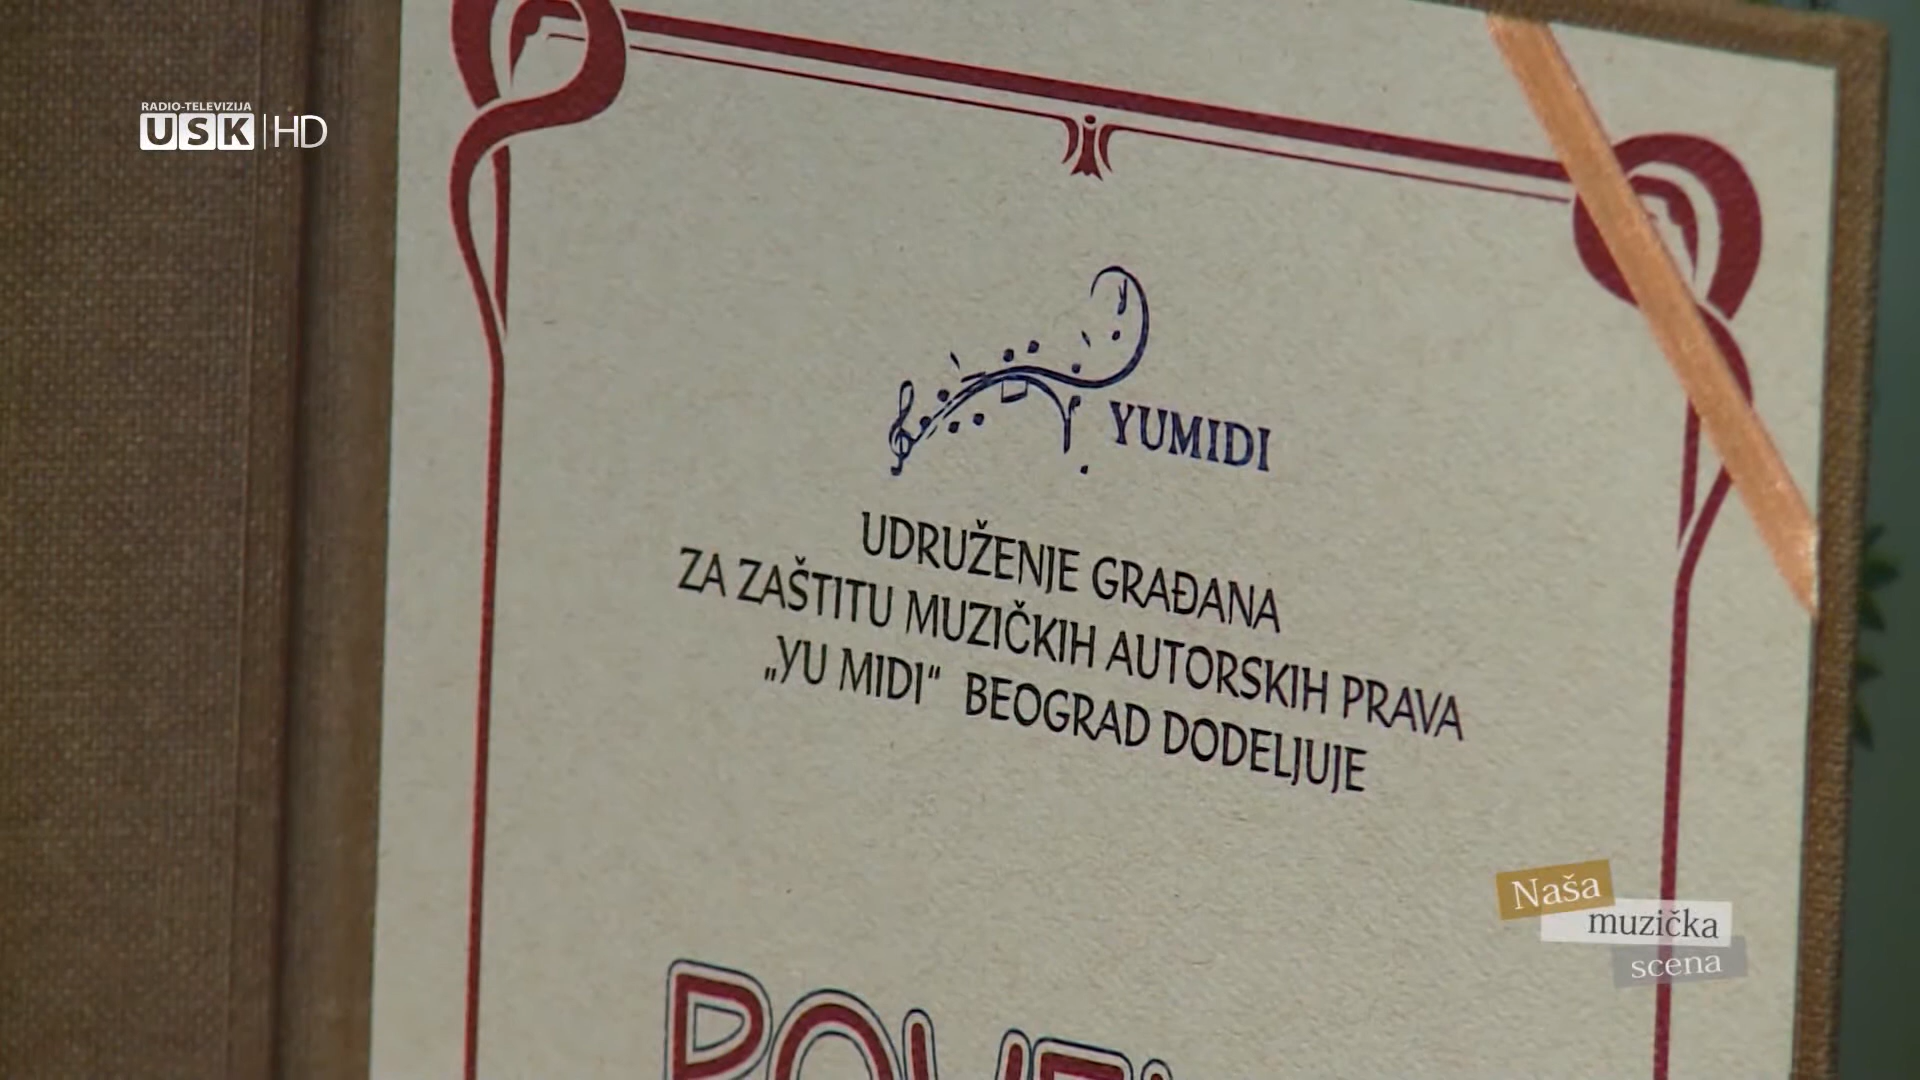 RADIO-TELEVIZIJA
USK HD
YUMIDI
UDRUŽENJE GRAĐANA
ZA ZAŠTITU MUZIČKIH AUTORSKIH PRAVA
„YU MIDI“ BEOGRAD DODELJUJE
Naša
muzička
scena